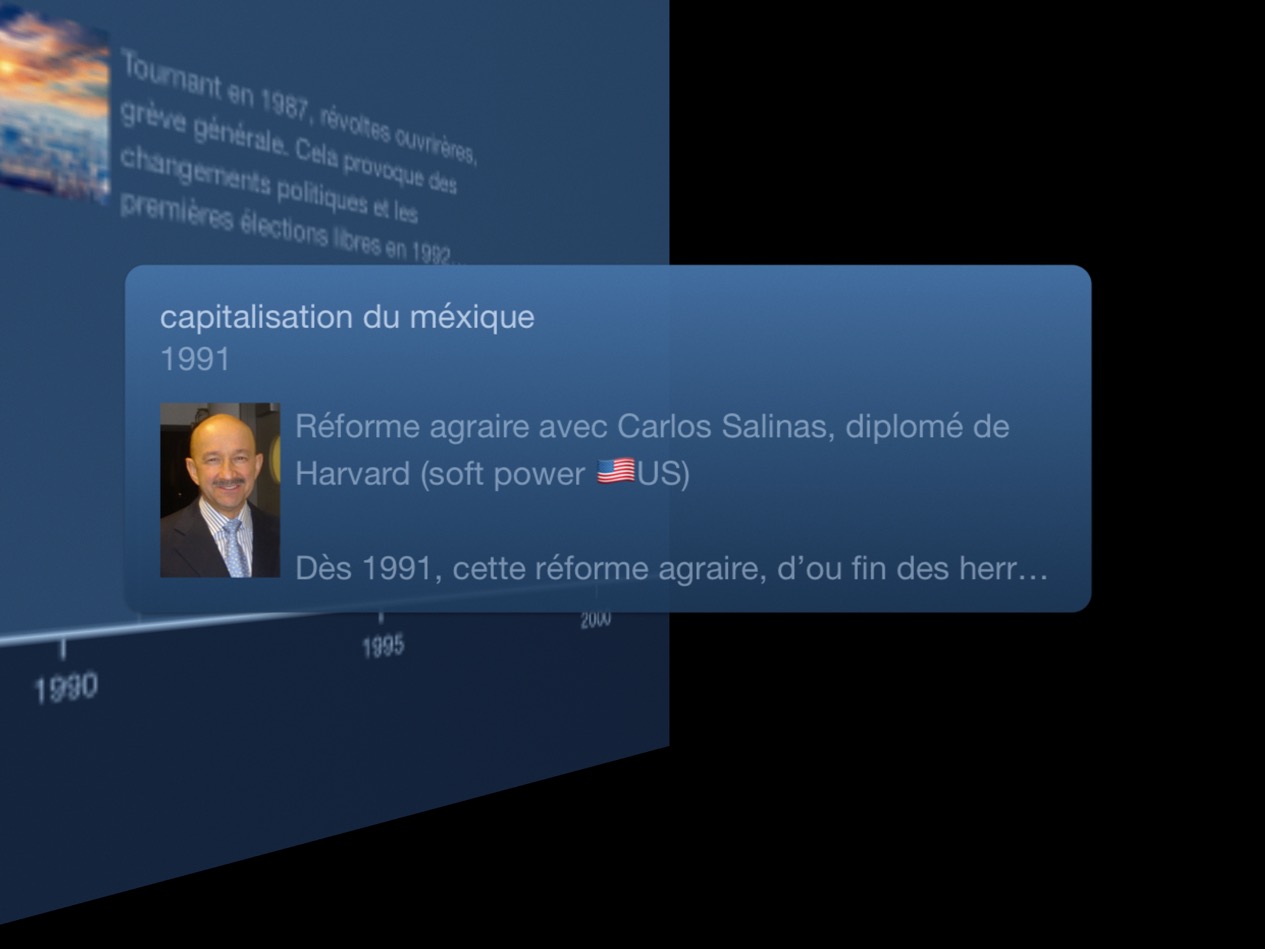 Tournant en 1987, révoltes ouvrirères,
grève générale. Cela provoque des
changements politiques et les
premières élections libres en 1992...
capitalisation du méxique
1991
Réforme agraire avec Carlos Salinas, diplomé de
Harvard (soft power 🇺🇸US)
Dès 1991, cette réforme agraire, d’ou fin des herr…
1990
1995
2000